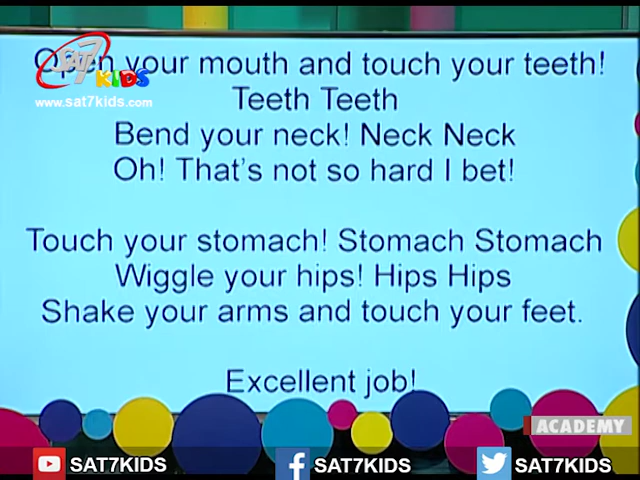 Open your mouth and touch your teeth!
SAT7
KIDS
www.sat7kids.com
Teeth Teeth
Bend your neck! Neck Neck
Oh! That's not so hard I bet!
Touch your stomach! Stomach Stomach
Wiggle your hips! Hips Hips
Shake your arms and touch your feet.
Excellent job!
ACADEMY
SAT7KIDS
SAT7KIDS
SAT7KIDS